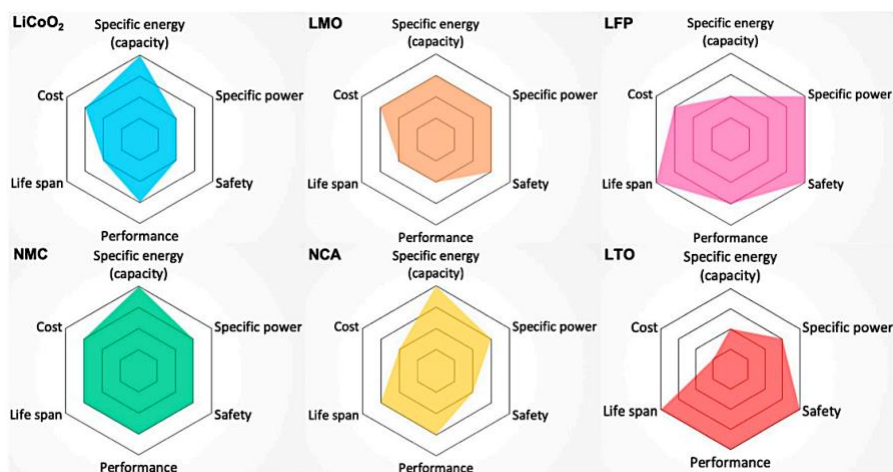 LiCoO₂
Specific energy
(capacity)
Cost
Specific power
Life span
Safety
Performance
LMO
Specific energy
(capacity)
Cost
Specific power
Life span
Safety
Performance
LFP
Specific energy
(capacity)
Cost
Specific power
Life span
Safety
Performance
NMC
Specific energy
(capacity)
Cost
Specific power
Life span
Safety
Performance
NCA
Specific energy
(capacity)
Cost
Specific power
Life span
Safety
Performance
LTO
Specific energy
(capacity)
Cost
Specific power
Life span
Safety
Performance